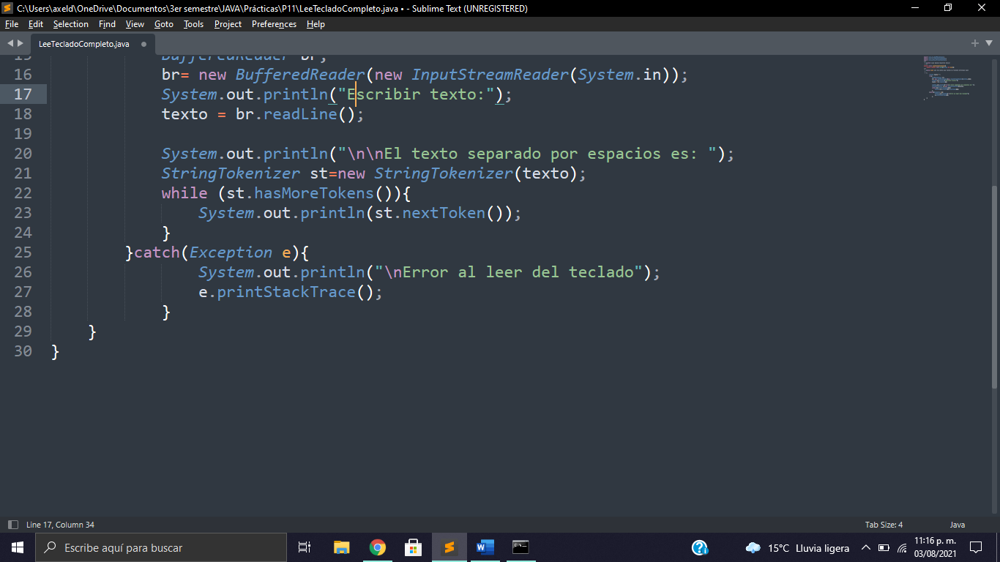 C:\Users\axeld\OneDrive\Documentos\3er semestre\JAVA\Prácticas\P11\LeeTecladoCompleto.java • - Sublime Text (UNREGISTERED)
File Edit Selection Find View Goto Tools Project Preferences Help
LeeTecladoCompleto.java
15 BufferedReader br;
16 br= new BufferedReader(new InputStreamReader(System.in));
17 System.out.println("Escribir texto:");
18 texto = br.readLine();
19
20 System.out.println("\n\nEl texto separado por espacios es: ");
21 StringTokenizer st=new StringTokenizer(texto);
22 while (st.hasMoreTokens()){
23 System.out.println(st.nextToken());
24 }
25 }catch(Exception e){
26 System.out.println("\nError al leer del teclado");
27 e.printStackTrace();
28 }
29 }
30 }
Line 17, Column 34 Tab Size: 4 Java
Escribe aquí para buscar
15°C Lluvia ligera
11:16 p. m.
03/08/2021